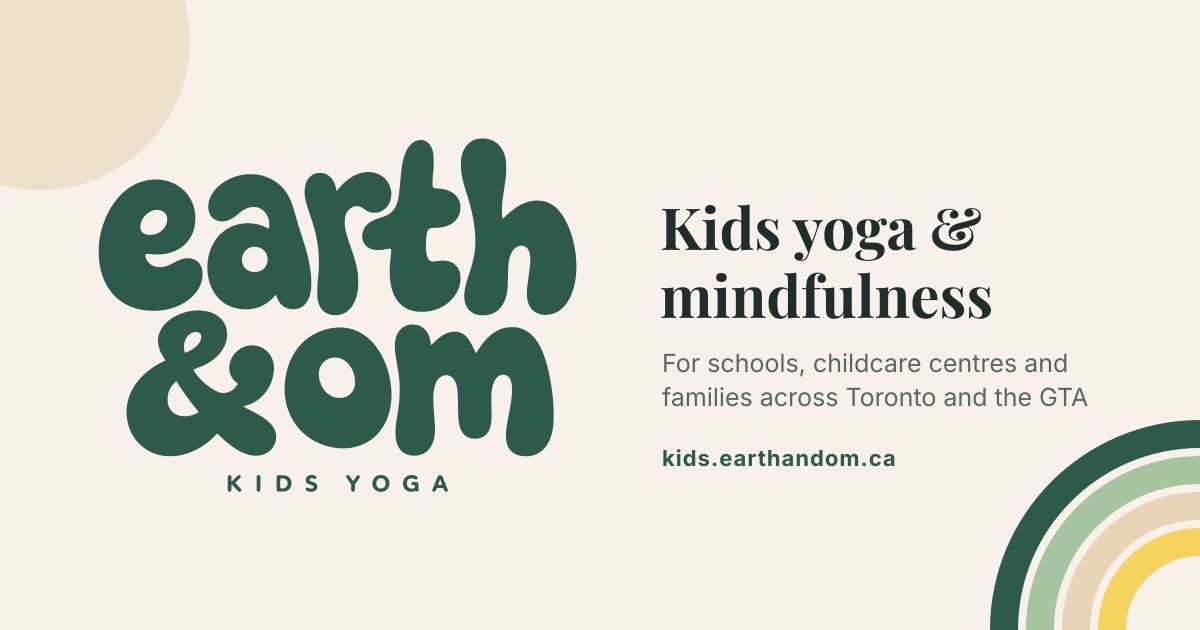 earth
&om
KIDS YOGA
Kids yoga &
mindfulness
For schools, childcare centres and
families across Toronto and the GTA
kids.earthandom.ca